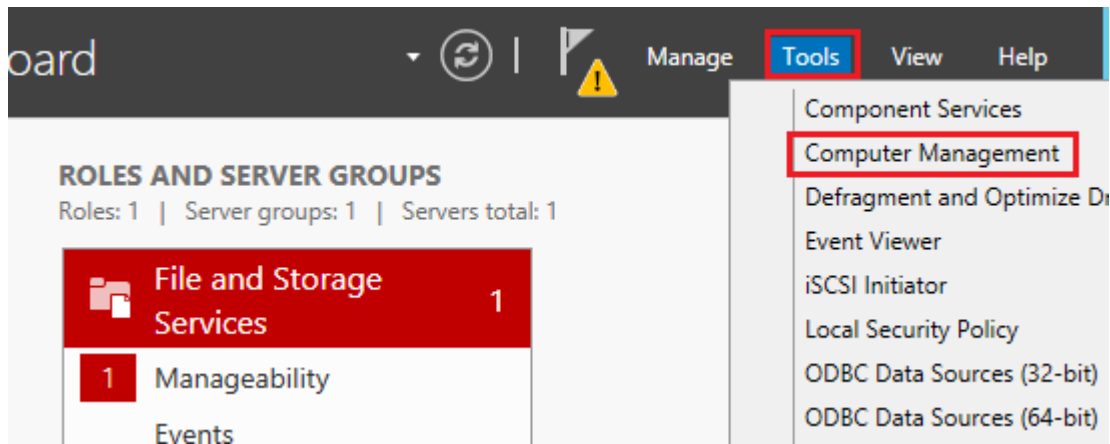 oard
Manage Tools View Help
Component Services
Computer Management
Defragment and Optimize Dr
Event Viewer
iSCSI Initiator
Local Security Policy
ODBC Data Sources (32-bit)
ODBC Data Sources (64-bit)
ROLES AND SERVER GROUPS
Roles: 1 | Server groups: 1 | Servers total: 1
File and Storage
Services 1
1 Manageability
Events